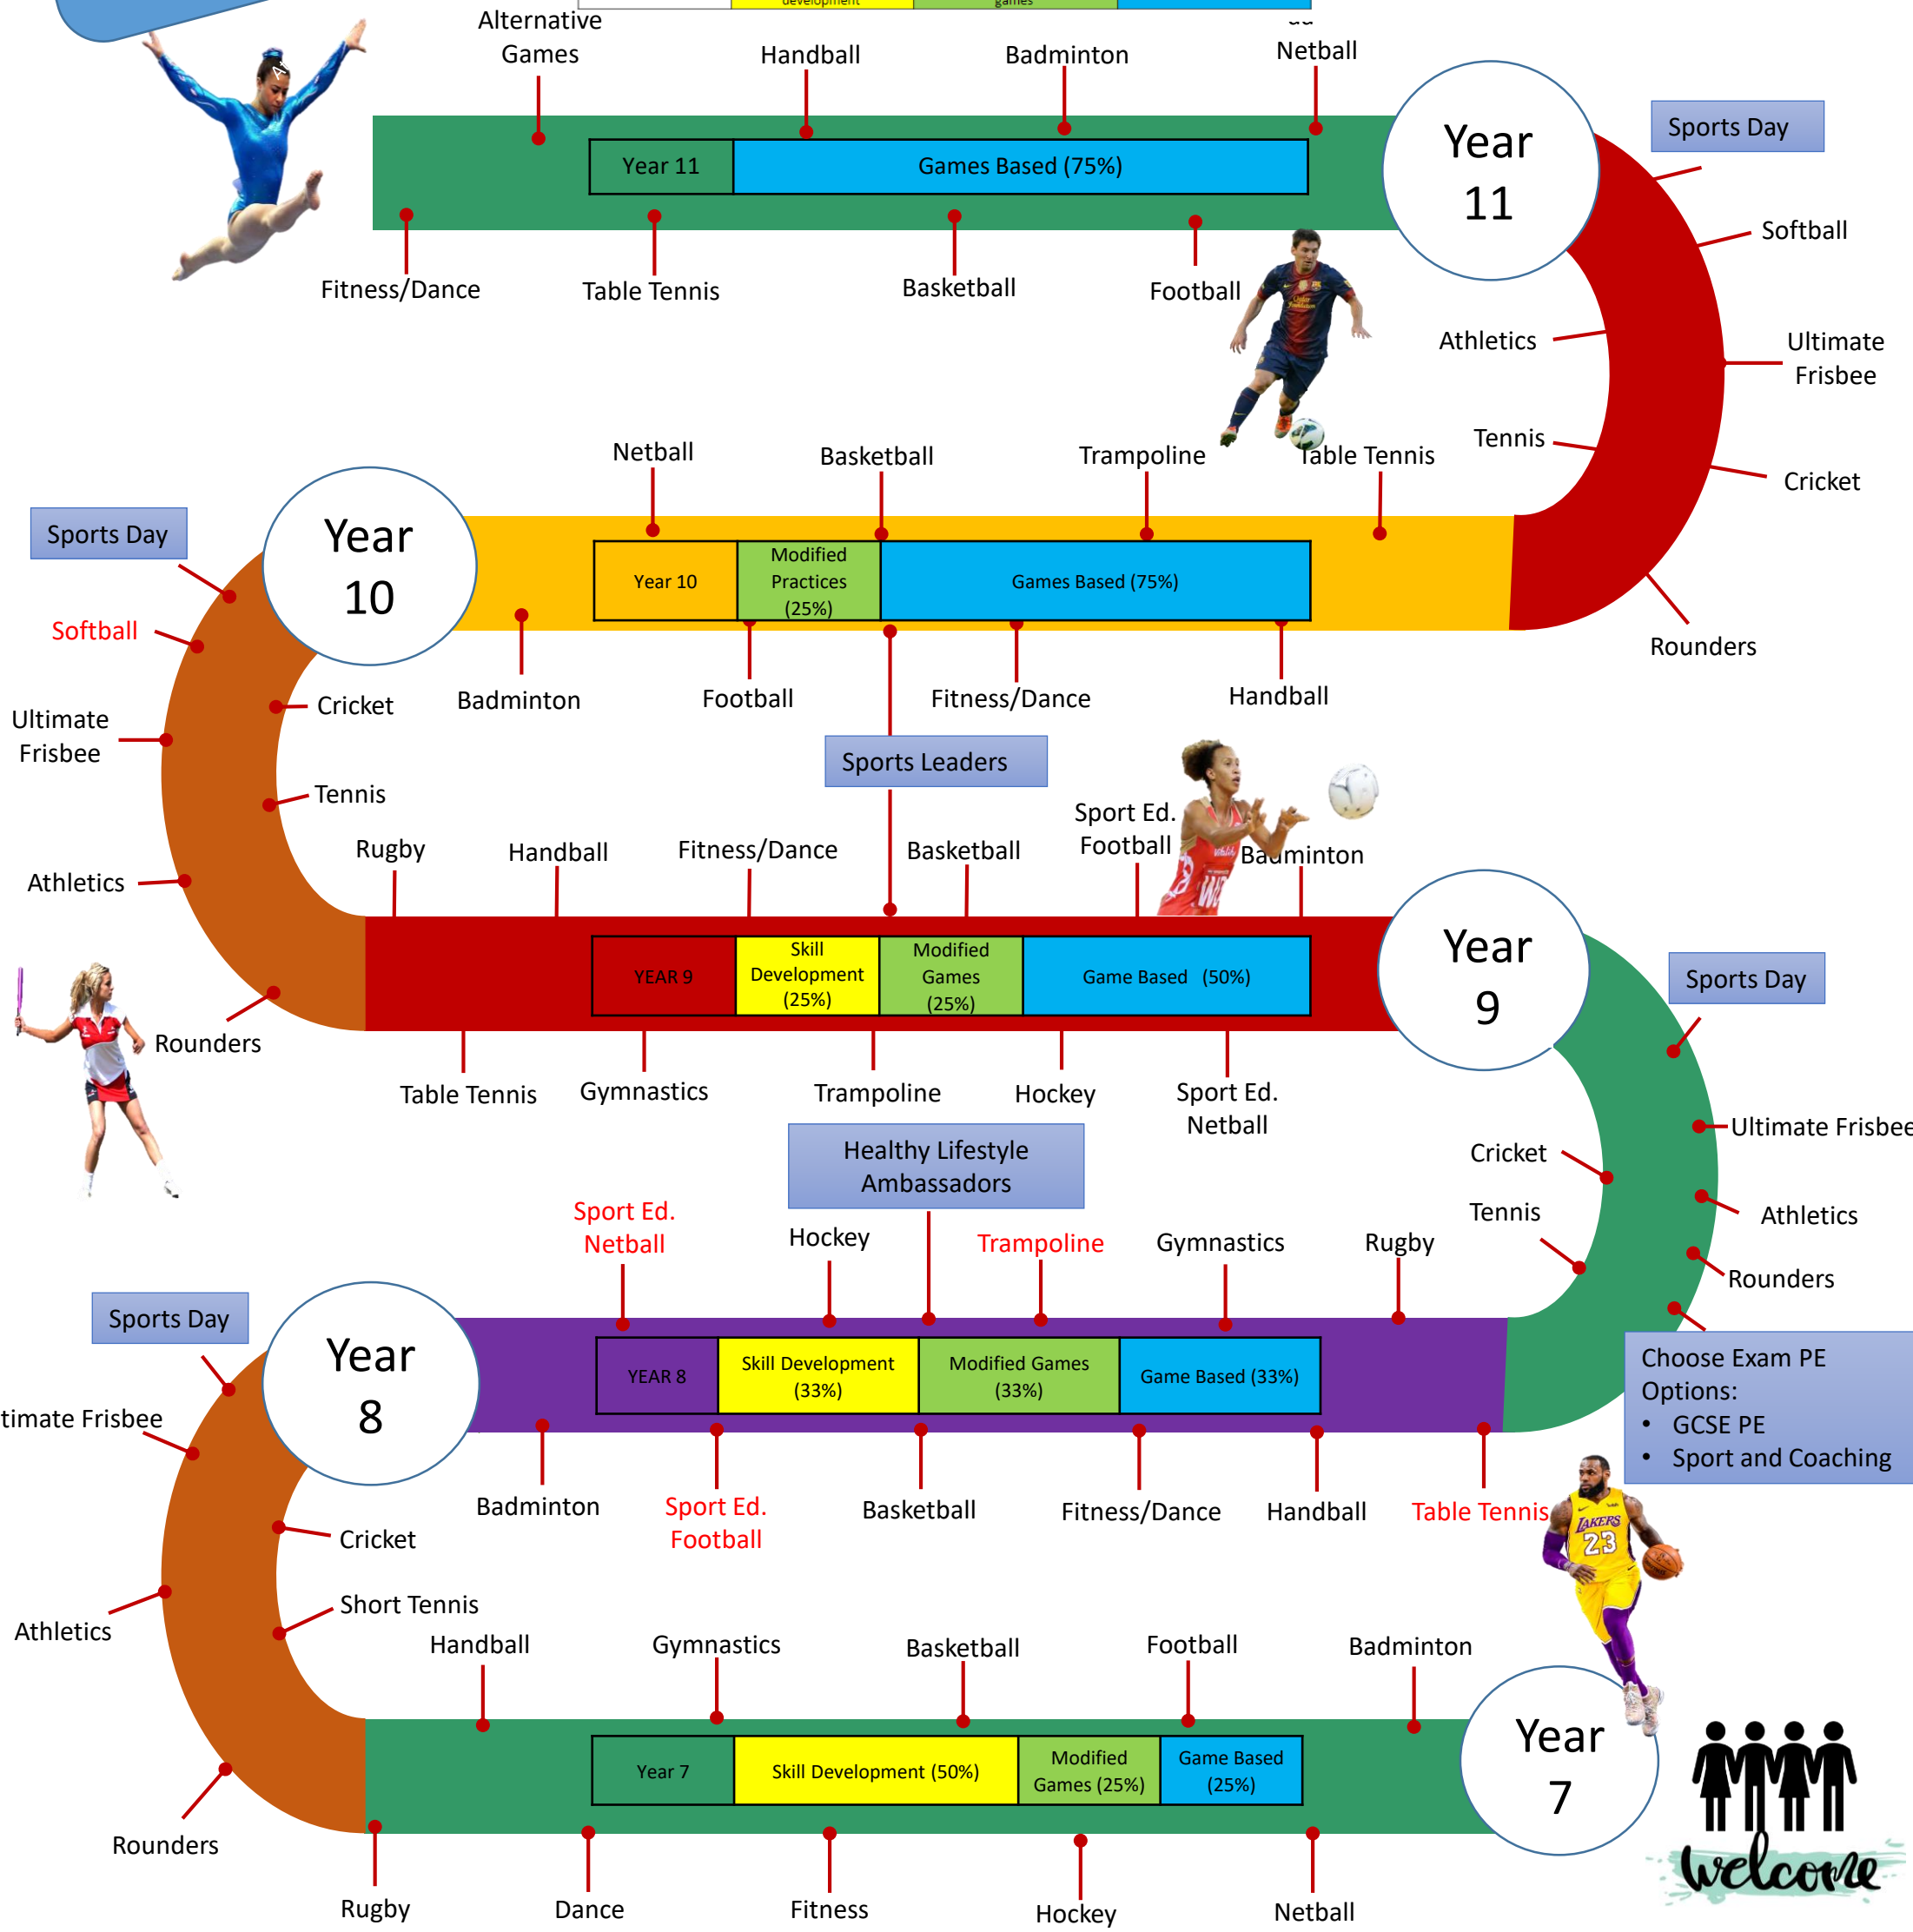 development
games
Alternative
Games
Handball
Badminton
Netball
Year 11
Games Based (75%)
Year
11
Sports Day
Softball
Fitness/Dance
Table Tennis
Basketball
Football
Athletics
Ultimate
Frisbee
Tennis
Cricket
Rounders
Netball
Basketball
Trampoline
Table Tennis
Sports Day
Year
10
Year 10
Modified
Practices
(25%)
Games Based (75%)
Softball
Cricket
Badminton
Football
Fitness/Dance
Handball
Ultimate
Frisbee
Sports Leaders
Tennis
Athletics
Rounders
Rugby
Handball
Fitness/Dance
Basketball
Sport Ed.
Football
Badminton
YEAR 9
Skill
Development
(25%)
Modified
Games
(25%)
Game Based (50%)
Year
9
Sports Day
Table Tennis
Gymnastics
Trampoline
Hockey
Sport Ed.
Netball
Ultimate Frisbee
Cricket
Tennis
Athletics
Rounders
Healthy Lifestyle
Ambassadors
Sport Ed.
Netball
Hockey
Trampoline
Gymnastics
Rugby
Choose Exam PE
Options:
• GCSE PE
• Sport and Coaching
Sports Day
Year
8
YEAR 8
Skill Development
(33%)
Modified Games
(33%)
Game Based (33%)
timate Frisbee
Badminton
Sport Ed.
Football
Basketball
Fitness/Dance
Handball
Table Tennis
LAKERS
23
Cricket
Short Tennis
Athletics
Rounders
Handball
Gymnastics
Basketball
Football
Badminton
Year 7
Skill Development (50%)
Modified
Games (25%)
Game Based
(25%)
Year
7
Rugby
Dance
Fitness
Hockey
Netball
welcome